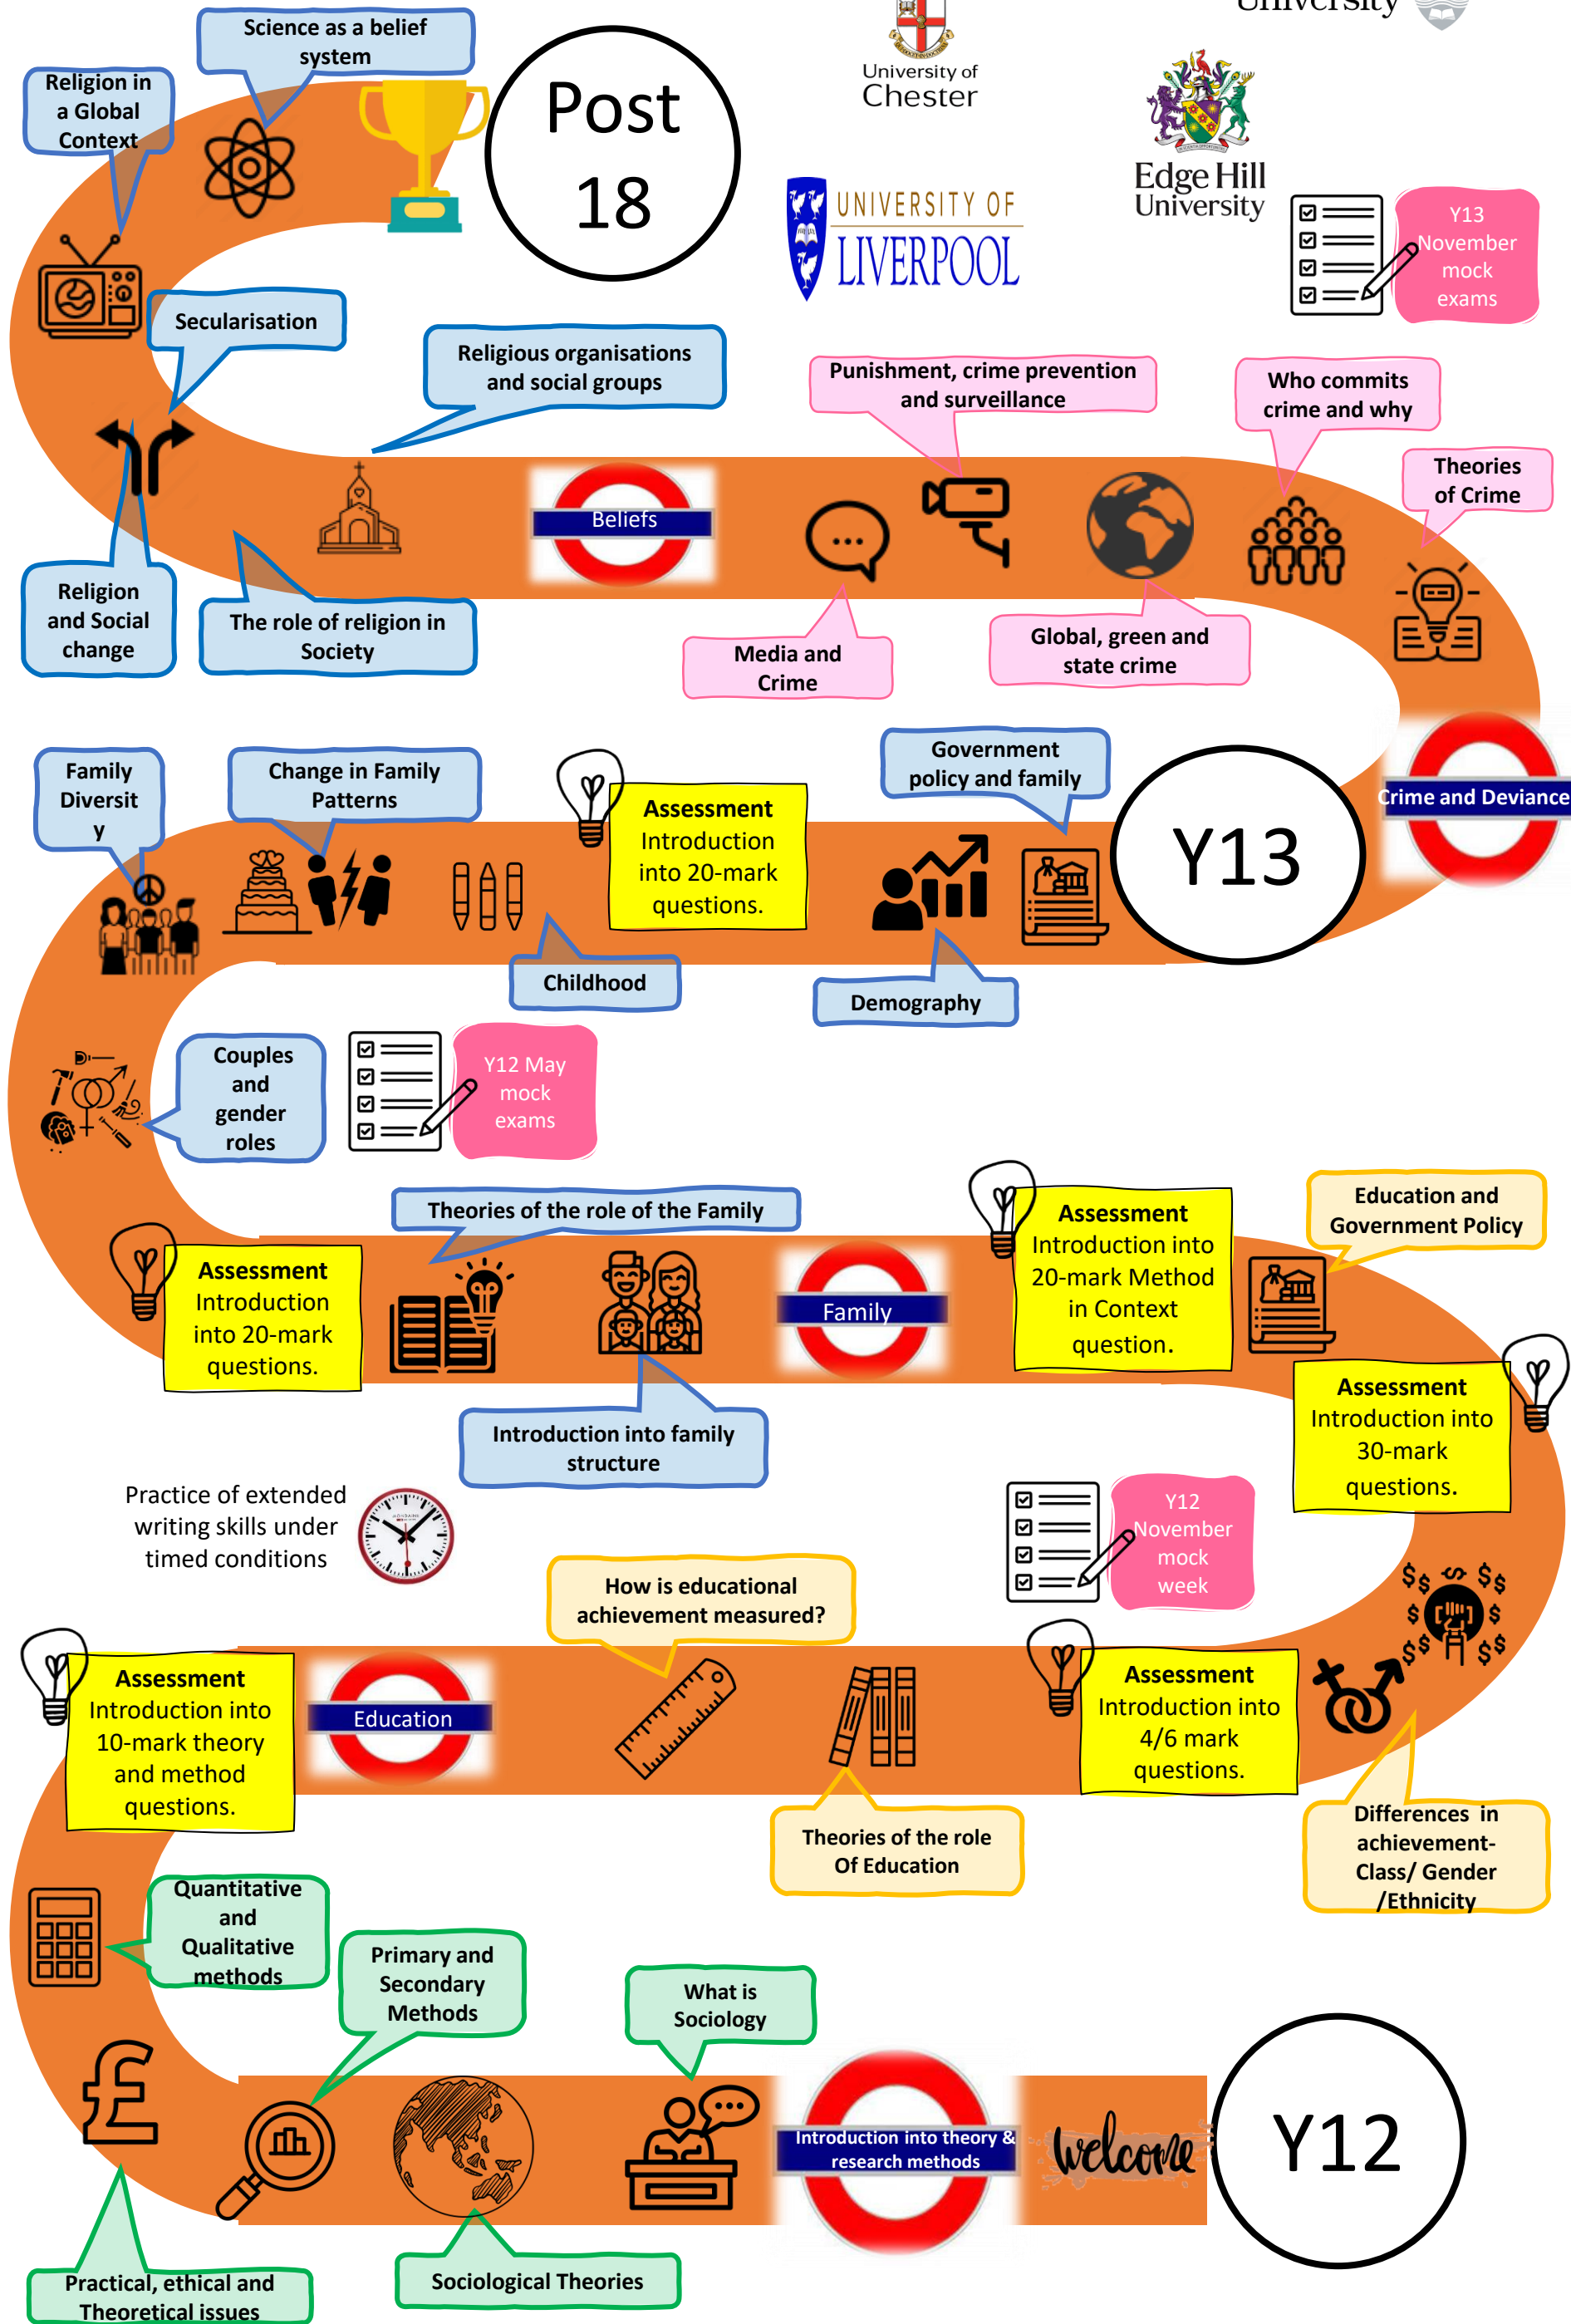 University
University of
Chester
Edge Hill
University
UNIVERSITY OF
LIVERPOOL
Post
18
Science as a belief
system
Religion in
a Global
Context
Secularisation
Religious organisations
and social groups
Religion
and Social
change
The role of religion in
Society
Beliefs
Y13
November
mock
exams
Punishment, crime prevention
and surveillance
Who commits
crime and why
Theories
of Crime
Media and
Crime
Global, green and
state crime
Crime and Deviance
Y13
Government
policy and family
Demography
Assessment
Introduction
into 20-mark
questions.
Childhood
Change in Family
Patterns
Family
Diversit
y
Couples
and
gender
roles
Y12 May
mock
exams
Theories of the role of the Family
Assessment
Introduction
into 20-mark
questions.
Introduction into family
structure
Family
Assessment
Introduction into
20-mark Method
in Context
question.
Education and
Government Policy
Assessment
Introduction into
30-mark
questions.
Practice of extended
writing skills under
timed conditions
Y12
November
mock
week
How is educational
achievement measured?
Assessment
Introduction into
10-mark theory
and method
questions.
Education
Theories of the role
Of Education
Assessment
Introduction into
4/6 mark
questions.
Differences in
achievement-
Class/ Gender
/Ethnicity
Quantitative
and
Qualitative
methods
Primary and
Secondary
Methods
What is
Sociology
Introduction into theory &
research methods
welcome
Y12
Practical, ethical and
Theoretical issues
Sociological Theories